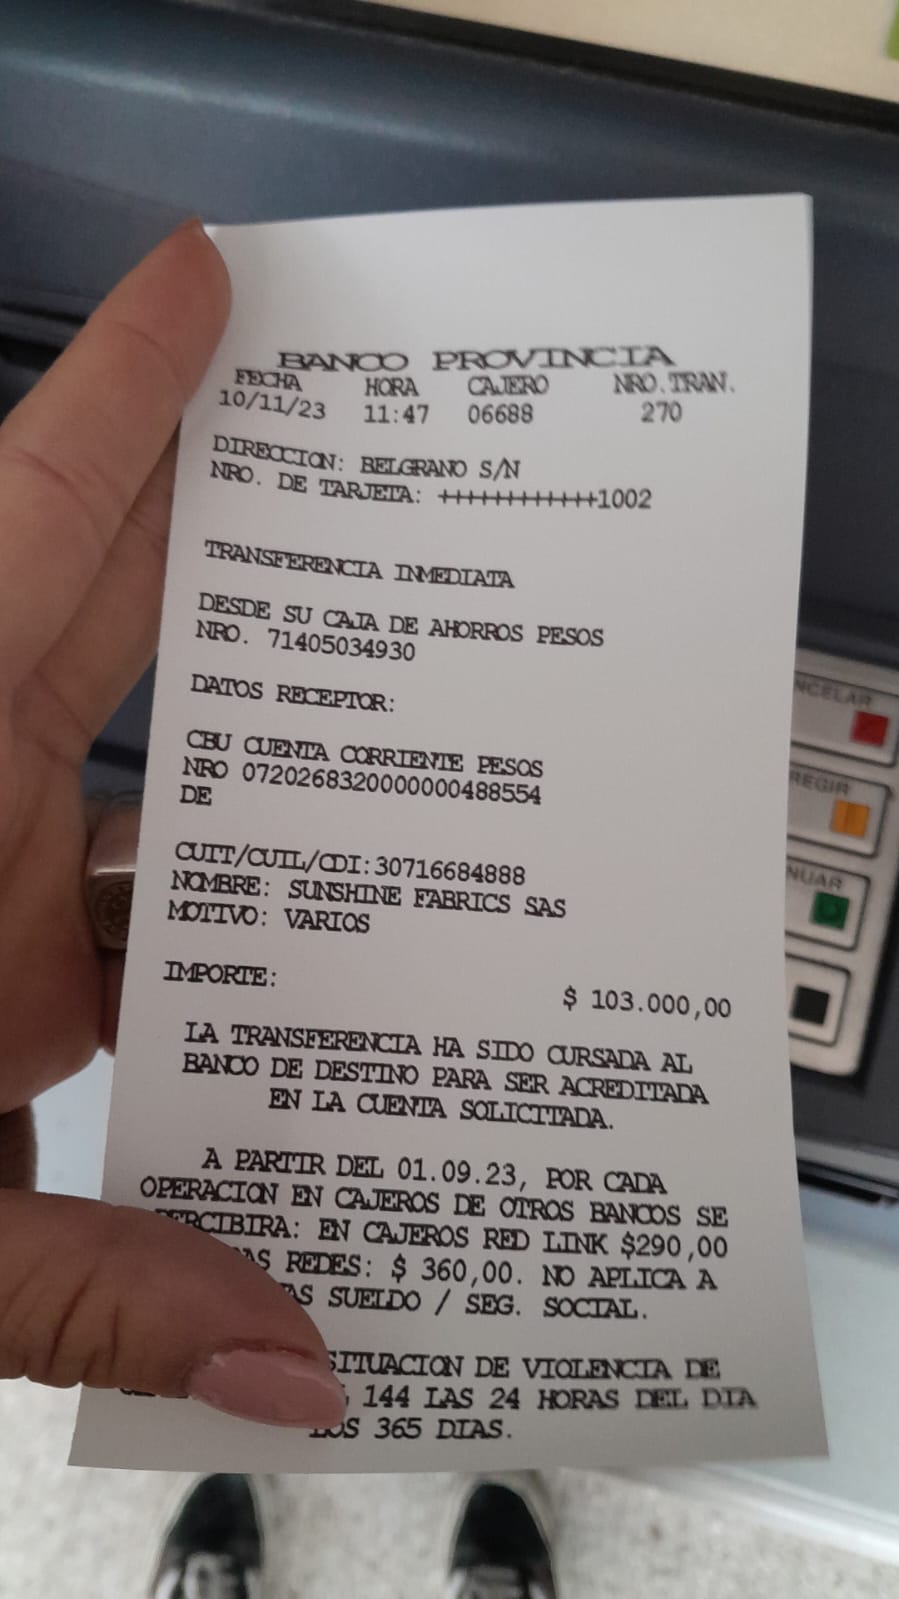 BANCO PROVINCIA
FECHA HORA CAJERO NRO.TRAN.
10/11/23 11:47 06688 270
DIRECCION: BELGRANO S/N
NRO. DE TARJETA: ++++++++++++1002
TRANSFERENCIA INMEDIATA
DESDE SU CAJA DE AHORROS PESOS
NRO. 71405034930
DATOS RECEPTOR:
CBU CUENTA CORRIENTE PESOS
NRO 0720268320000000488554
DE
CUIT/CUIL/CDI:30716684888
NOMBRE: SUNSHINE FABRICS SAS
MOTIVO: VARIOS
IMPORTE:
$ 103.000,00
LA TRANSFERENCIA HA SIDO CURSADA AL
BANCO DE DESTINO PARA SER ACREDITADA
EN LA CUENTA SOLICITADA.
A PARTIR DEL 01.09.23, POR CADA
OPERACION EN CAJEROS DE OTROS BANCOS SE
PERCIBIRA: EN CAJEROS RED LINK $290,00
REDES: $ 360,00. NO APLICA A
SUELDO / SEG. SOCIAL.
SITUACION DE VIOLENCIA DE
144 LAS 24 HORAS DEL DIA
LOS 365 DIAS.
NCELAR
REGIR
NUAR